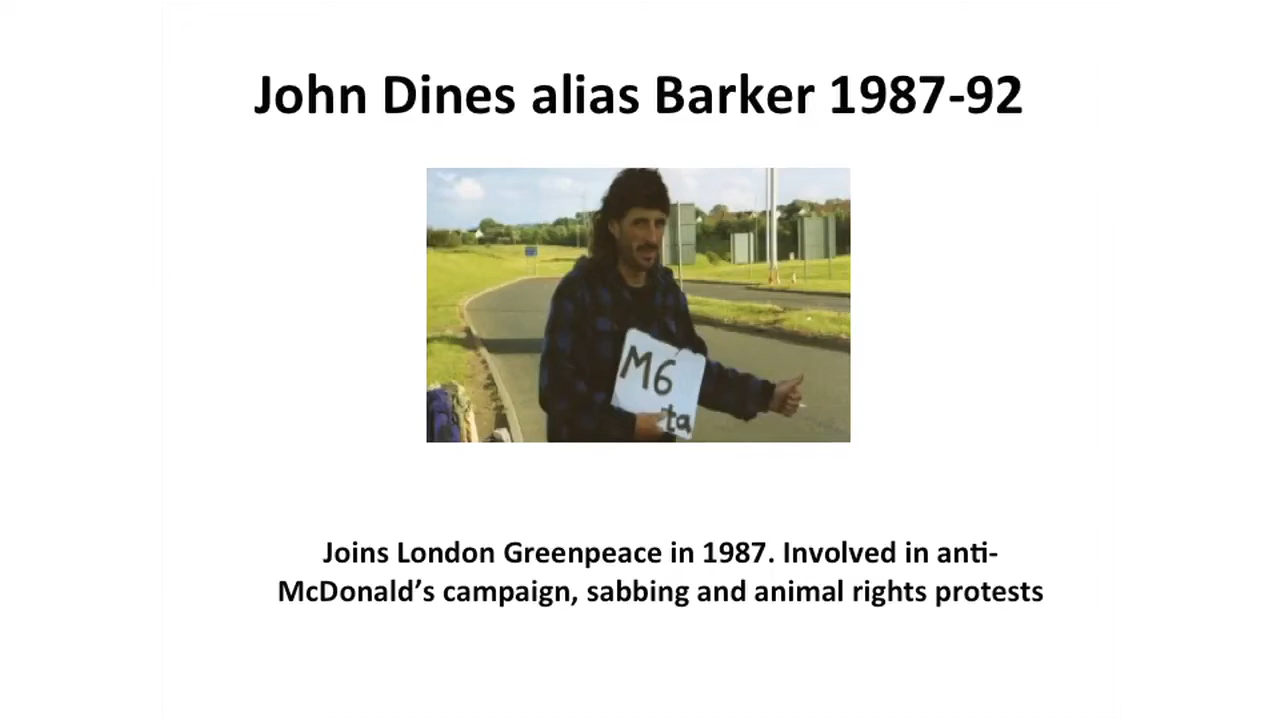 John Dines alias Barker 1987-92
M6
ta
Joins London Greenpeace in 1987. Involved in anti-
McDonald’s campaign, sabbing and animal rights protests